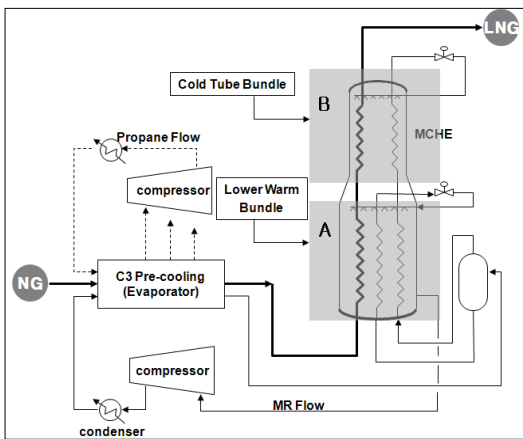 LNG
Cold Tube Bundle
B
MCHE
Propane Flow
compressor
Lower Warm
Bundle
A
NG
C3 Pre-cooling
(Evaporator)
compressor
MR Flow
condenser